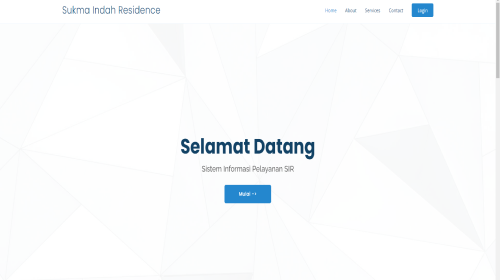 Sukma Indah Residence
Home About Services Contact Login
Selamat Datang
Sistem Informasi Pelayanan SIR
Mulai